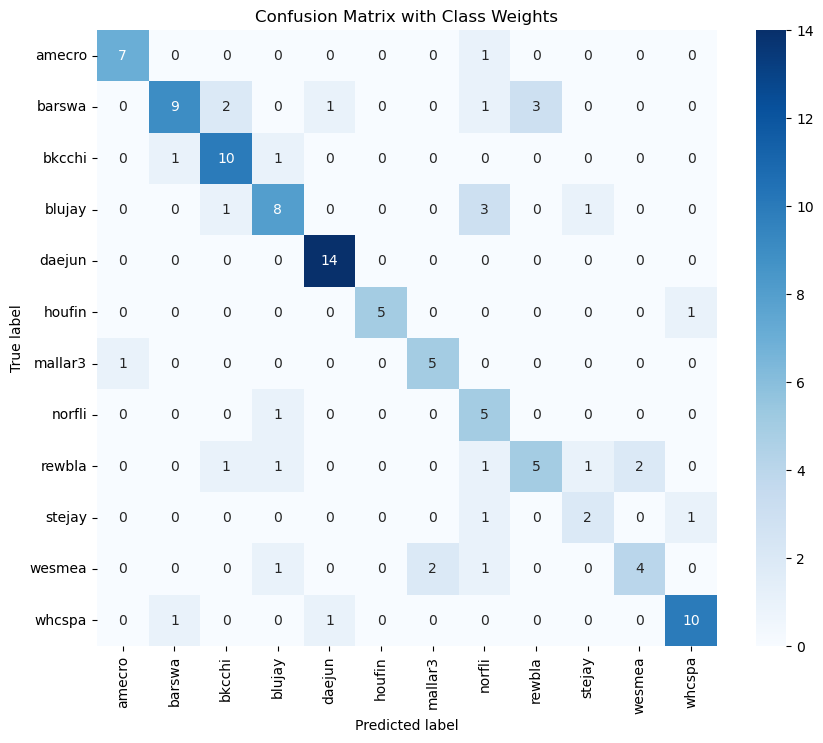 Confusion Matrix with Class Weights
amecro 7 0 0 0 0 0 0 1 0 0 0 0
barswa 0 9 2 0 1 0 0 1 3 0 0 0
bkcchi 0 1 10 1 0 0 0 0 0 0 0 0
blujay 0 0 1 8 0 0 0 3 0 1 0 0
daejun 0 0 0 0 14 0 0 0 0 0 0 0
houfin 0 0 0 0 0 5 0 0 0 0 0 1
mallar3 1 0 0 0 0 0 5 0 0 0 0 0
norfli 0 0 0 1 0 0 0 5 0 0 0 0
rewbla 0 0 1 1 0 0 0 1 5 1 2 0
stejay 0 0 0 0 0 0 0 1 0 2 0 1
wesmea 0 0 0 1 0 0 2 1 0 0 4 0
whcspa 0 1 0 0 1 0 0 0 0 0 0 10
amecro barswa bkcchi blujay daejun houfin mallar3 norfli rewbla stejay wesmea whcspa
Predicted label
True label
14
12
10
8
6
4
2
0